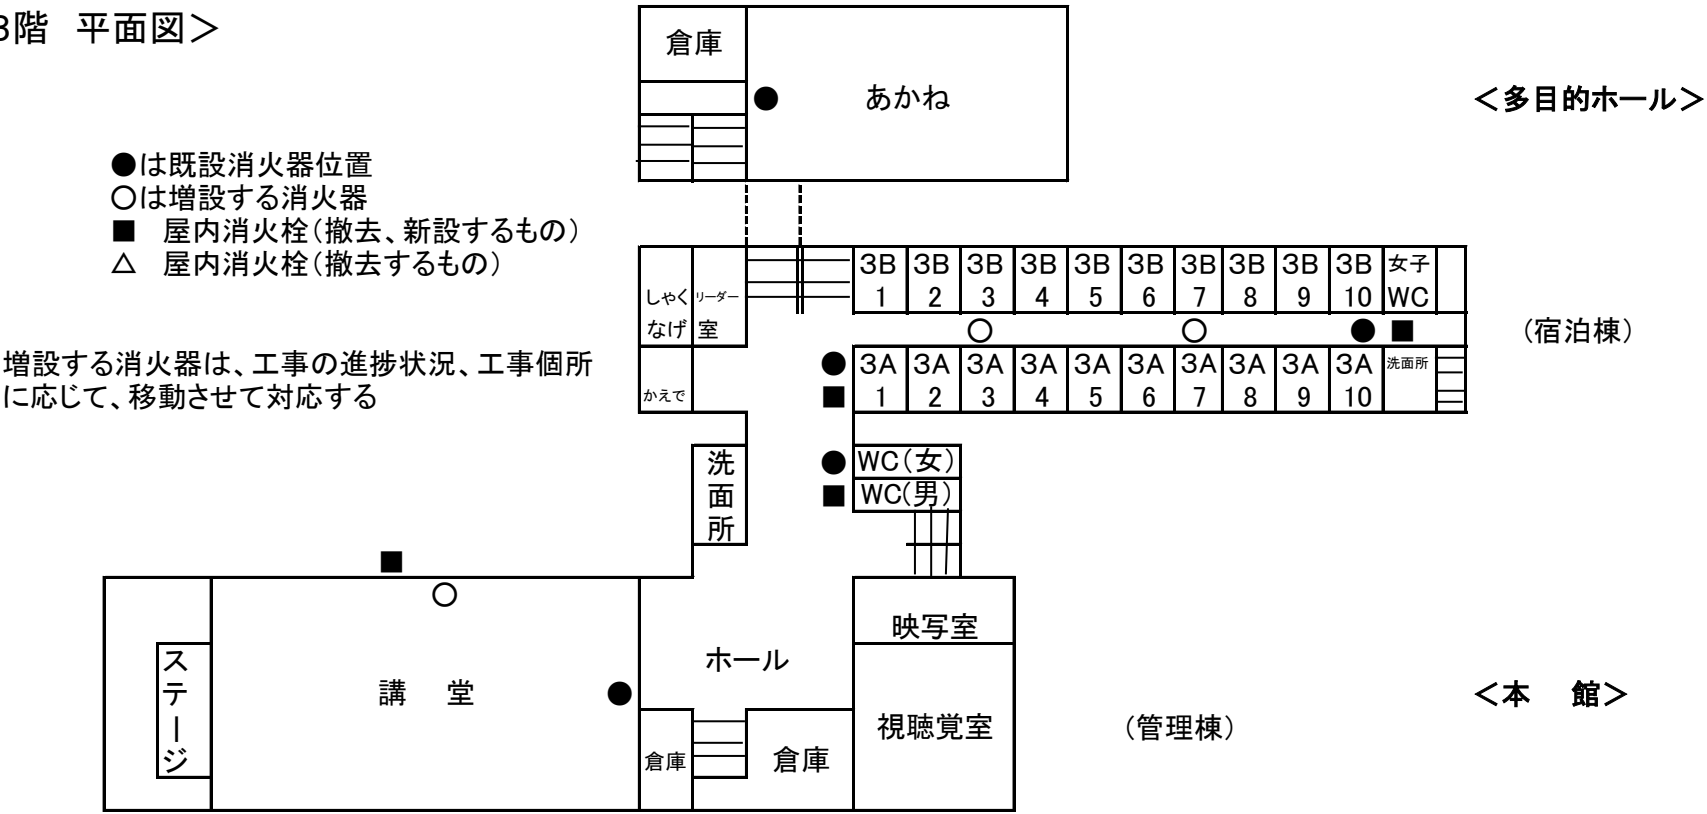 3階 平面図＞
倉庫
あかね
＜多目的ホール＞
●は既設消火器位置
○は増設する消火器
■ 屋内消火栓（撤去、新設するもの）
△ 屋内消火栓（撤去するもの）
増設する消火器は、工事の進捗状況、工事個所
に応じて、移動させて対応する
しゃく
なげ
リーダー
室
3B 3B 3B 3B 3B 3B 3B 3B 3B 3B 女子
1 2 3 4 5 6 7 8 9 10 WC
（宿泊棟）
かえで
3A 3A 3A 3A 3A 3A 3A 3A 3A 3A 洗面所
1 2 3 4 5 6 7 8 9 10
洗
面
所
WC（女）
WC（男）
ステージ
講 堂
ホール
映写室
視聴覚室
倉庫
倉庫
（管理棟）
＜本 館＞